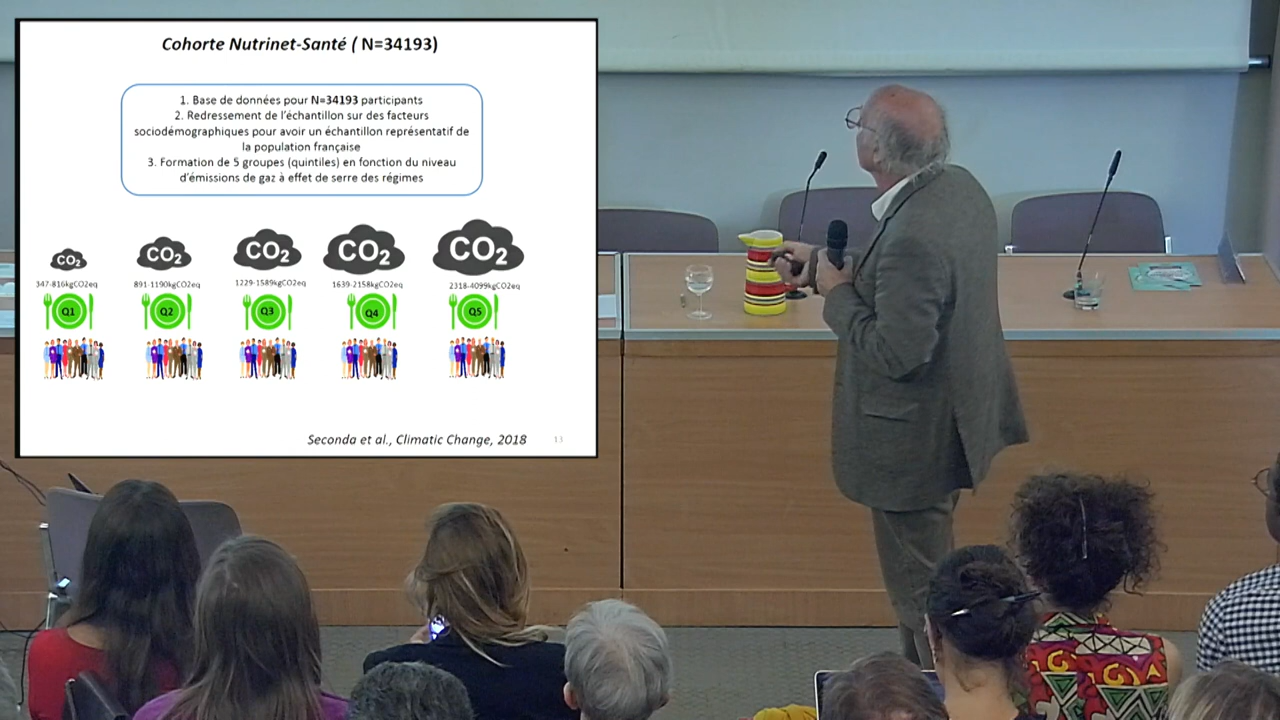 Cohorte Nutrinet-Santé ( N=34193)
1. Base de données pour N=34193 participants
2. Redressement de l'échantillon sur des facteurs
sociodémographiques pour avoir un échantillon représentatif de
la population française
3. Formation de 5 groupes (quintiles) en fonction du niveau
d'émissions de gaz à effet de serre des régimes
CO2 CO2 CO2 CO2 CO2
347-816kgCO2eq 891-1190kgCO2eq 1229-1589kgCO2eq 1639-2158kgCO2eq 2318-4099kgCO2eq
Q1 Q2 Q3 Q4 Q5
Seconda et al., Climatic Change, 2018 13